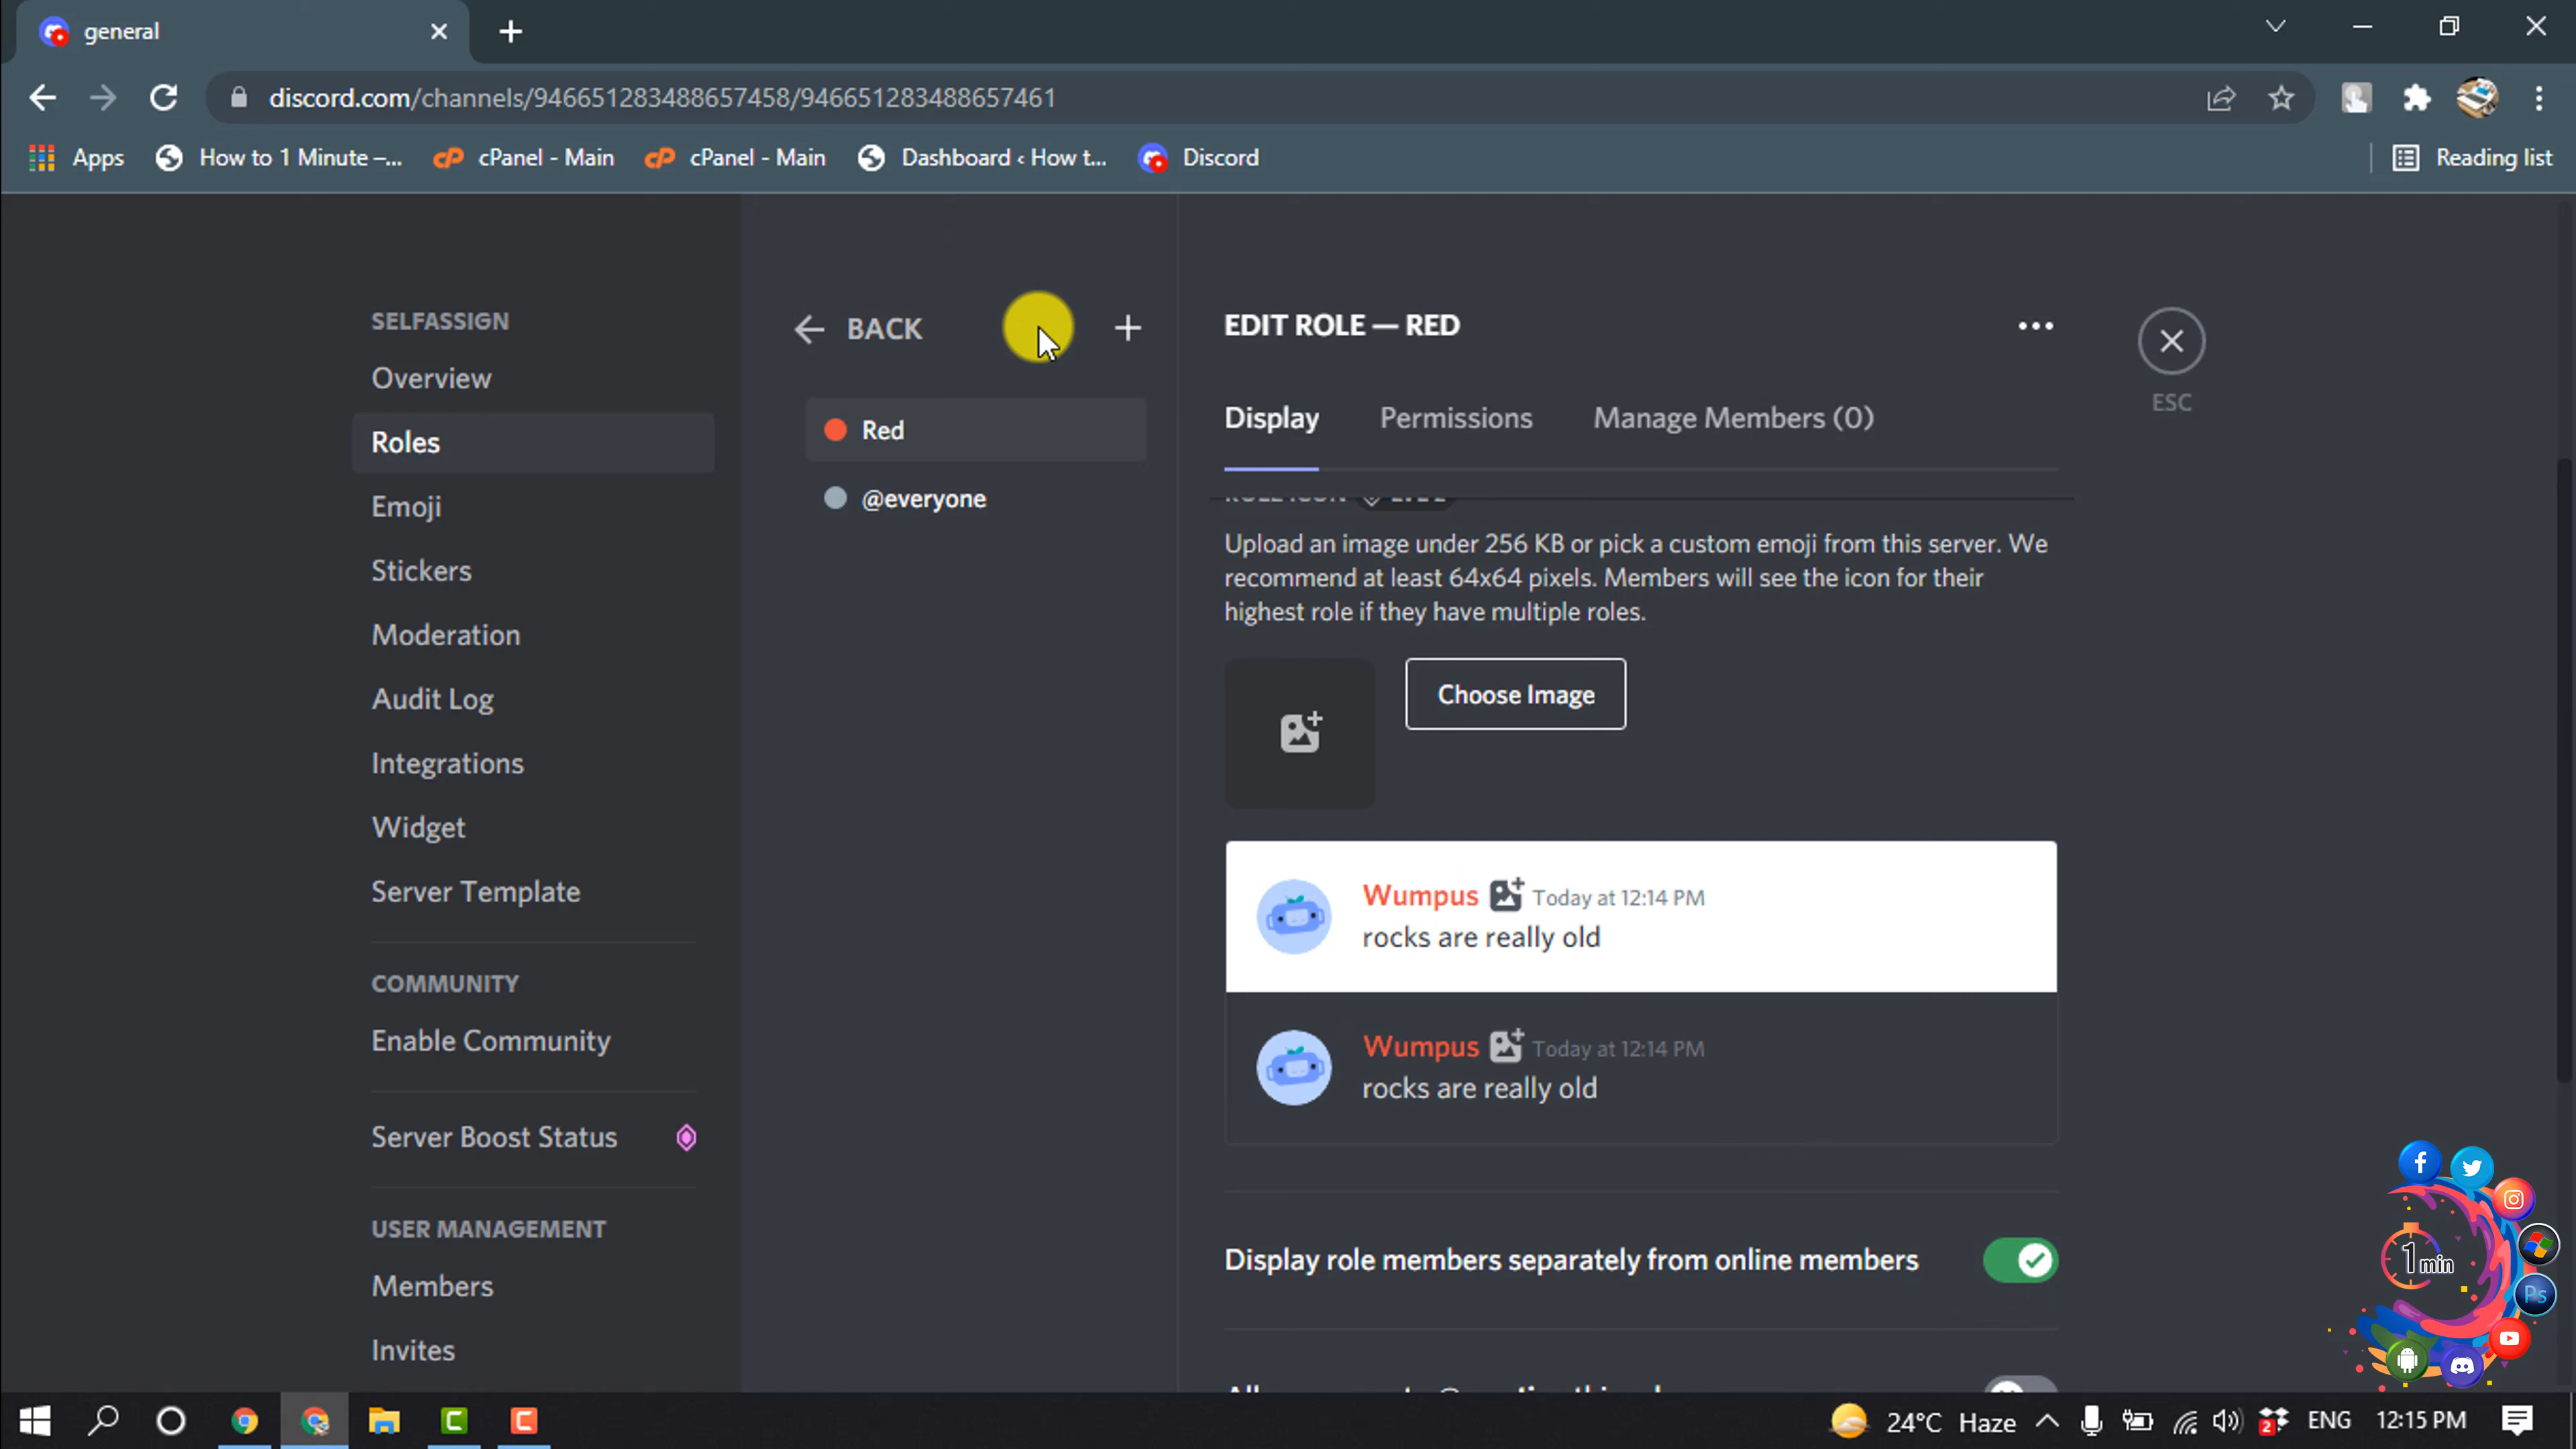 general
discord.com/channels/946651283488657458/946651283488657461
Apps
How to 1 Minute –...
cPanel - Main
cPanel - Main
Dashboard ‹ How t...
Discord
Reading list
SELFASSIGN
Overview
Roles
Emoji
Stickers
Moderation
Audit Log
Integrations
Widget
Server Template
COMMUNITY
Enable Community
Server Boost Status
USER MANAGEMENT
Members
Invites
BACK
Red
@everyone
EDIT ROLE — RED
ESC
Display Permissions Manage Members (0)
Upload an image under 256 KB or pick a custom emoji from this server. We
recommend at least 64x64 pixels. Members will see the icon for their
highest role if they have multiple roles.
Choose Image
Wumpus Today at 12:14 PM
rocks are really old
Wumpus Today at 12:14 PM
rocks are really old
Display role members separately from online members
1 min
Ps
24°C Haze
2
ENG
12:15 PM